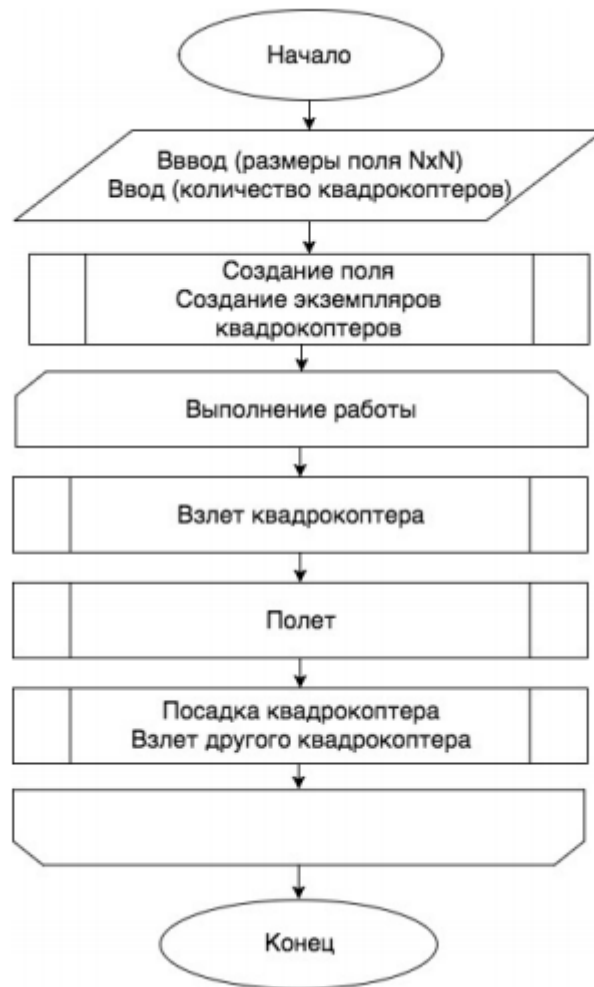 Начало
Вввод (размеры поля NxN)
Ввод (количество квадрокоптеров)
Создание поля
Создание экземпляров
квадрокоптеров
Выполнение работы
Взлет квадрокоптера
Полет
Посадка квадрокоптера
Взлет другого квадрокоптера
Конец